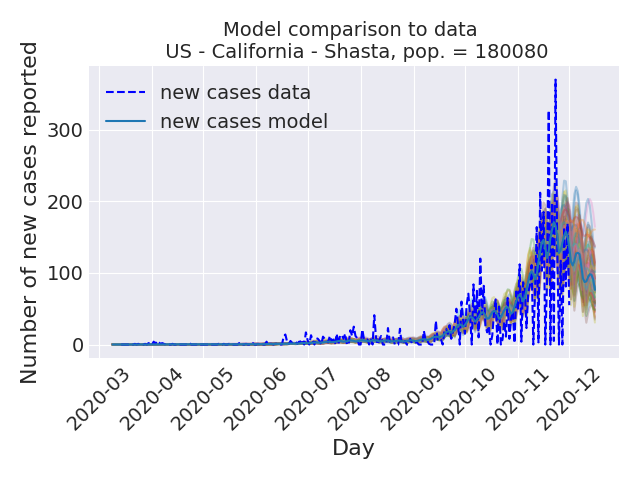 Model comparison to data
US - California - Shasta, pop. = 180080
Number of new cases reported
new cases data
new cases model
300
200
100
0
2020-03
2020-04
2020-05
2020-06
2020-07
2020-08
2020-09
2020-10
2020-11
2020-12
Day